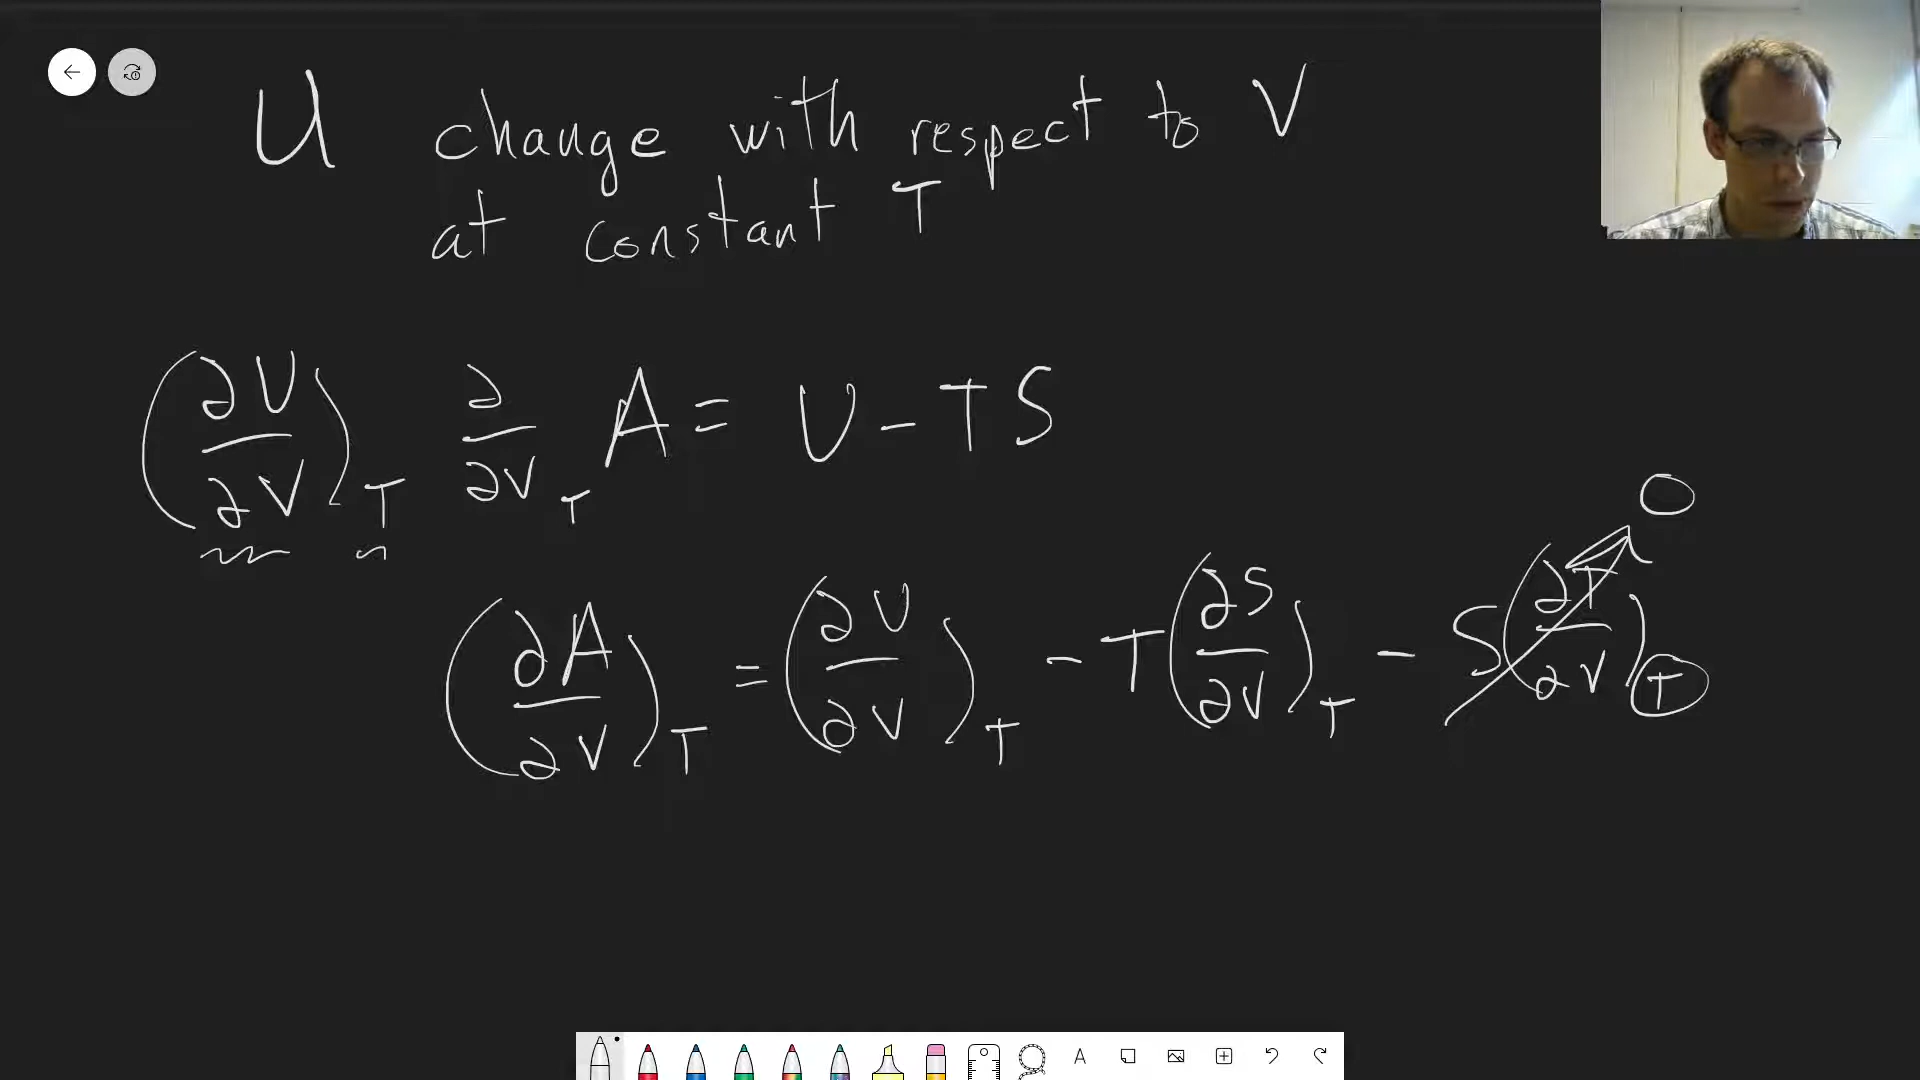 U change with respect to V
at constant T
(∂U/∂V)_T ∂/∂V_T A = U - TS
(∂A/∂V)_T = (∂U/∂V)_T - T(∂S/∂V)_T - S(∂T/∂V)_T 0
A